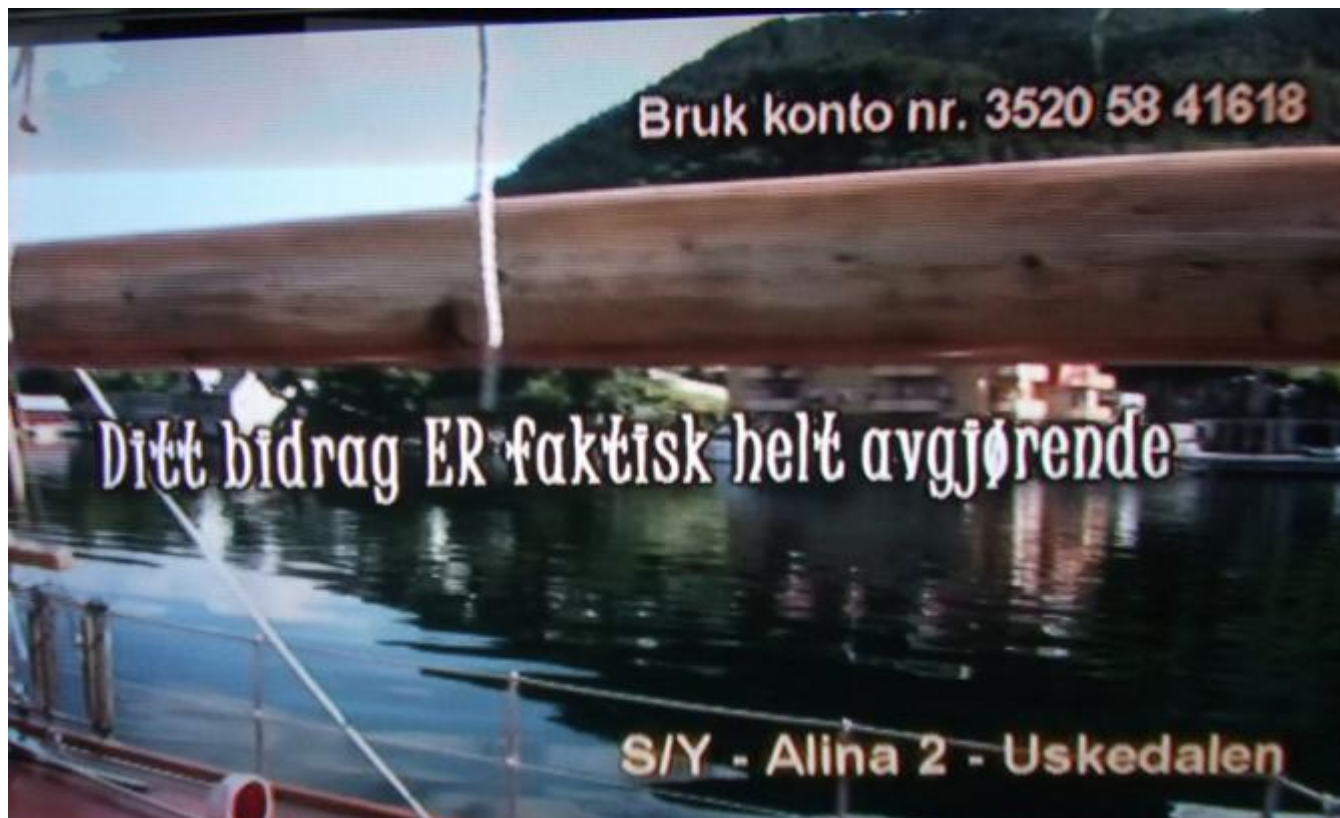 Bruk konto nr. 3520 58 41618
Ditt bidrag ER faktisk helt avgjørende
S/Y - Alina 2 - Uskedalen